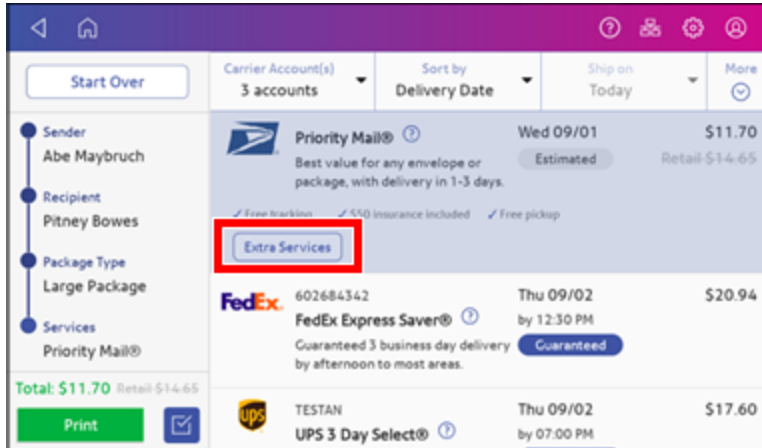 Start Over
Carrier Account(s)
3 accounts
Sort by
Delivery Date
Ship on
Today
More
Sender
Abe Maybruch
Recipient
Pitney Bowes
Package Type
Large Package
Services
Priority Mail®
Total: $11.70 Retail $14.65
Print
Priority Mail®
Best value for any envelope or
package, with delivery in 1-3 days.
Wed 09/01
Estimated
$11.70
Retail $14.65
✓ Free tracking ✓ $50 insurance included ✓ Free pickup
Extra Services
FedEx.
602684342
FedEx Express Saver®
Guaranteed 3 business day delivery
by afternoon to most areas.
Thu 09/02
by 12:30 PM
Guaranteed
$20.94
ups
TESTAN
UPS 3 Day Select®
Thu 09/02
by 07:00 PM
$17.60